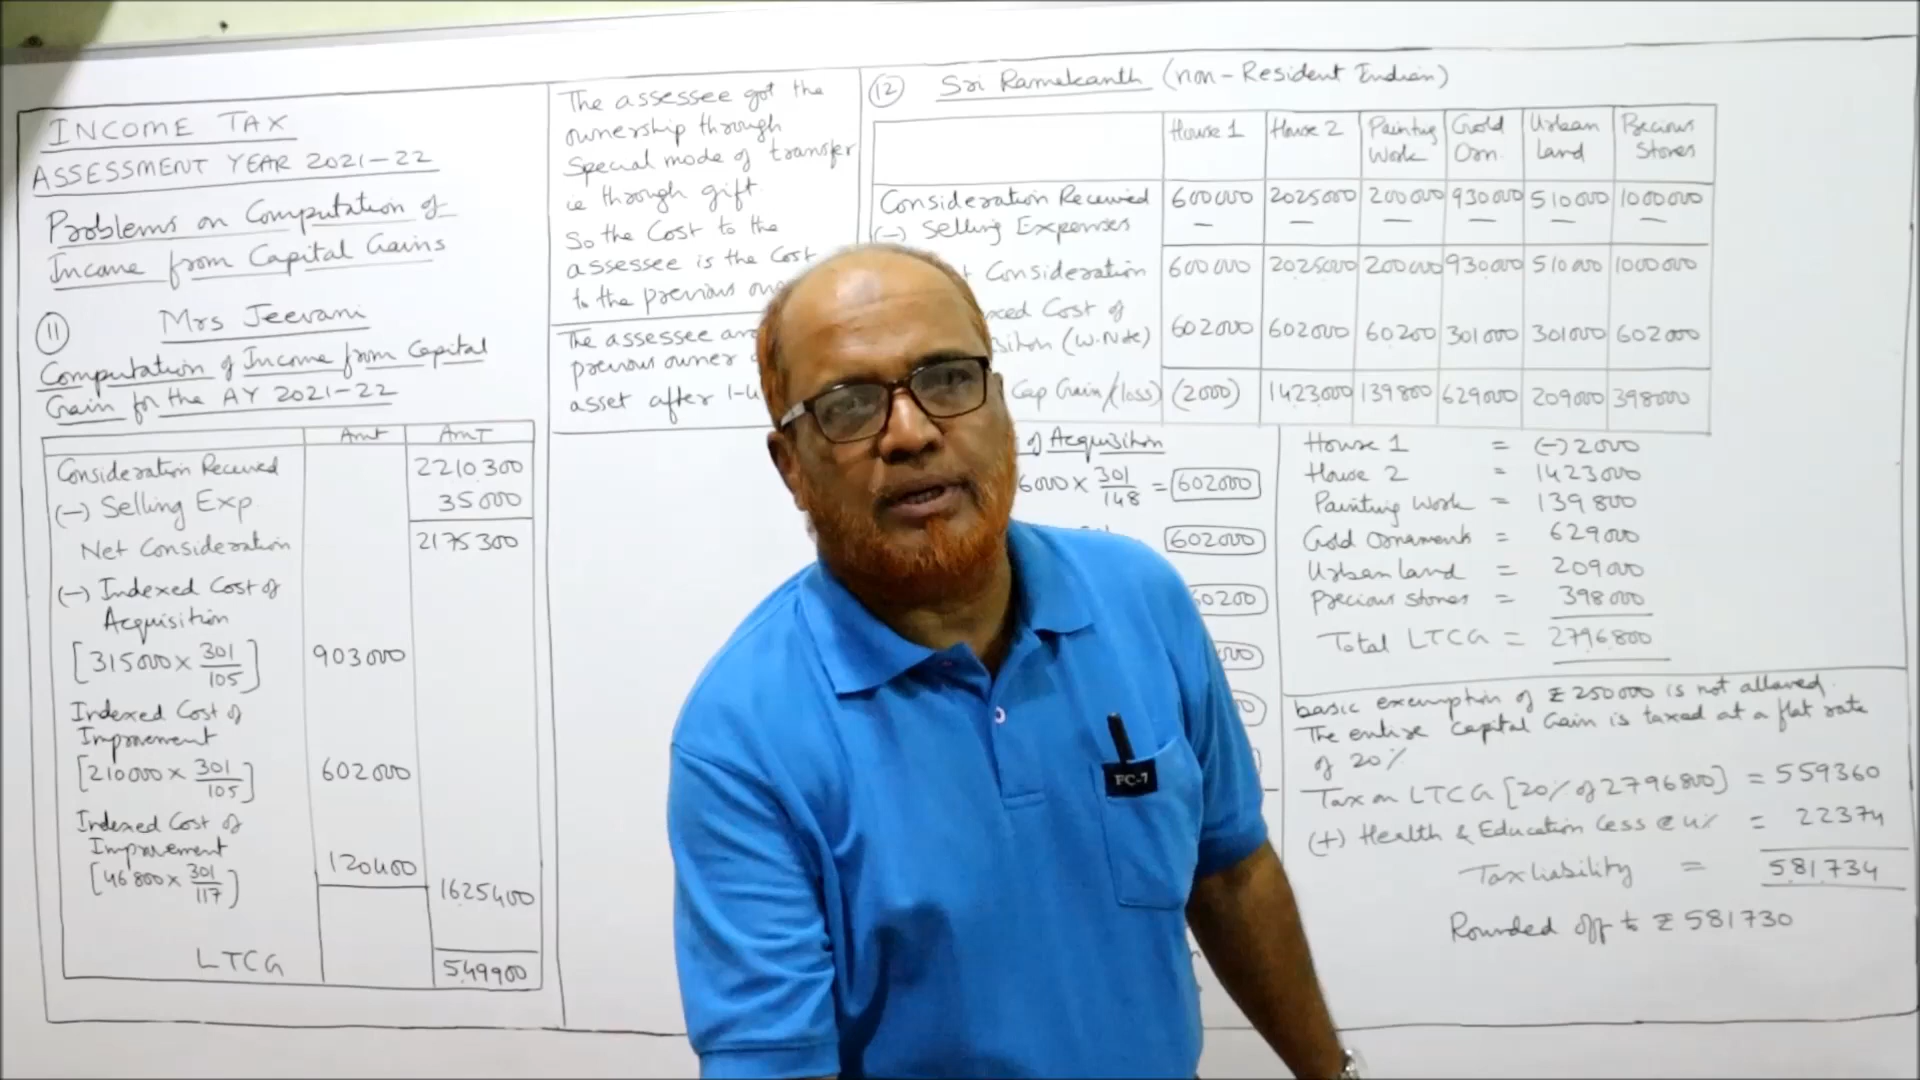 INCOME TAX
ASSESSMENT YEAR 2021-22
Problems on Computation of
Income from Capital Gains
11 Mrs Jeevani
Computation of Income from Capital
Gain for the AY 2021-22
Amt AmT
Consideration Received 2210300
(-) Selling Exp. 35000
Net Consideration 2175300
(-) Indexed Cost of
Acquisition
[315000 × 301/105] 903000
Indexed Cost of
Improvement
[210000 × 301/105] 602000
Indexed Cost of
Improvement
[46800 × 301/117] 120400 1625400
LTCG 549900
The assessee got the
ownership through
Special mode of transfer
ie through gift.
So the Cost to the
assessee is the Cost
to the previous
The assessee
previous owner
asset after 1-4
12 Sri Ramakanth (non-Resident Indian)
House 1 House 2 Painting Work Gold Orn. Urban Land Precious Stones
Consideration Received 600000 2025000 200000 930000 510000 1000000
(-) Selling Expenses — — — — — —
Consideration 600000 2025000 200000 930000 510000 1000000
Cost of
(W.Note) 602000 602000 60200 301000 301000 602000
Cap Gain/(loss) (2000) 1423000 139800 629000 209000 398000
of Acquisition
6000 × 301/148 = 602000
602000
60200
House 1 = (-) 2000
House 2 = 1423000
Painting Work = 139800
Gold Ornaments = 629000
Urban land = 209000
Precious stones = 398000
Total LTCG = 2796800
basic exemption of ₹ 250000 is not allowed.
The entire Capital Gain is taxed at a flat rate
of 20%
Tax on LTCG [20% of 2796800] = 559360
(+) Health & Education Cess @ 4% = 22374
Tax liability = 581734
Rounded off to ₹ 581730
FC-7